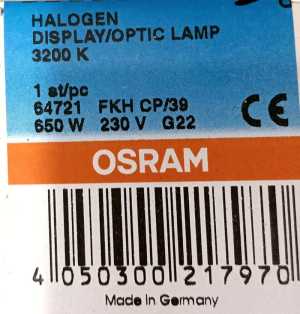 HALOGEN
DISPLAY/OPTIC LAMP
3200 K
1 st/pc
64721 FKH CP/39
650 W 230 V G22
CE
OSRAM
4 050300 217970
Made in Germany